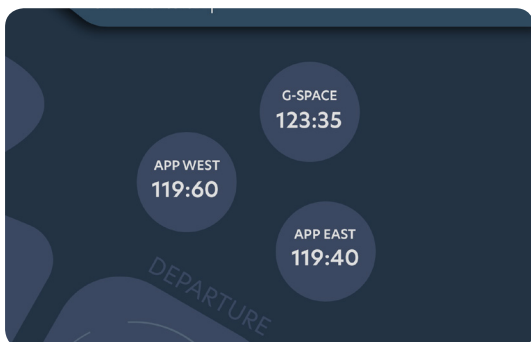 G-SPACE
123:35
APP WEST
119:60
APP EAST
119:40
DEPARTURE